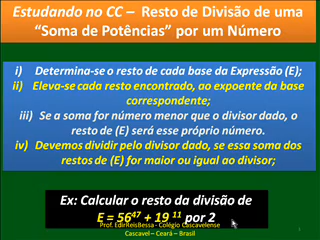 Estudando no CC – Resto de Divisão de uma
“Soma de Potências” por um Número
i) Determina-se o resto de cada base da Expressão (E);
ii) Eleva-se cada resto encontrado, ao expoente da base
correspondente;
iii) Se a soma for número menor que o divisor dado, o
resto de (E) será esse próprio número.
iv) Devemos dividir pelo divisor dado, se essa soma dos
restos de (E) for maior ou igual ao divisor;
Ex: Calcular o resto da divisão de
E = 56⁴⁷ + 19 ¹¹ por 2
Prof. EdirReisBessa - Colégio Cascavelense
Cascavel – Ceará – Brasil